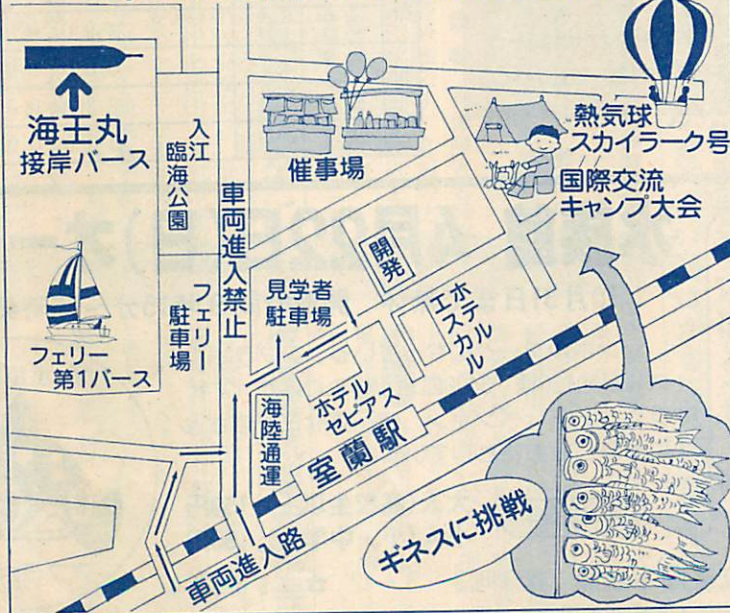 海王丸
接岸バース
入江
臨海公園
車両進入禁止
催事場
熱気球
スカイラーク号
国際交流
キャンプ大会
フェリー
第1バース
フェリー
駐車場
見学者
駐車場
開発
ホテル
エスカル
ホテル
セピアス
海陸通運
室蘭駅
車両進入路
ギネスに挑戦